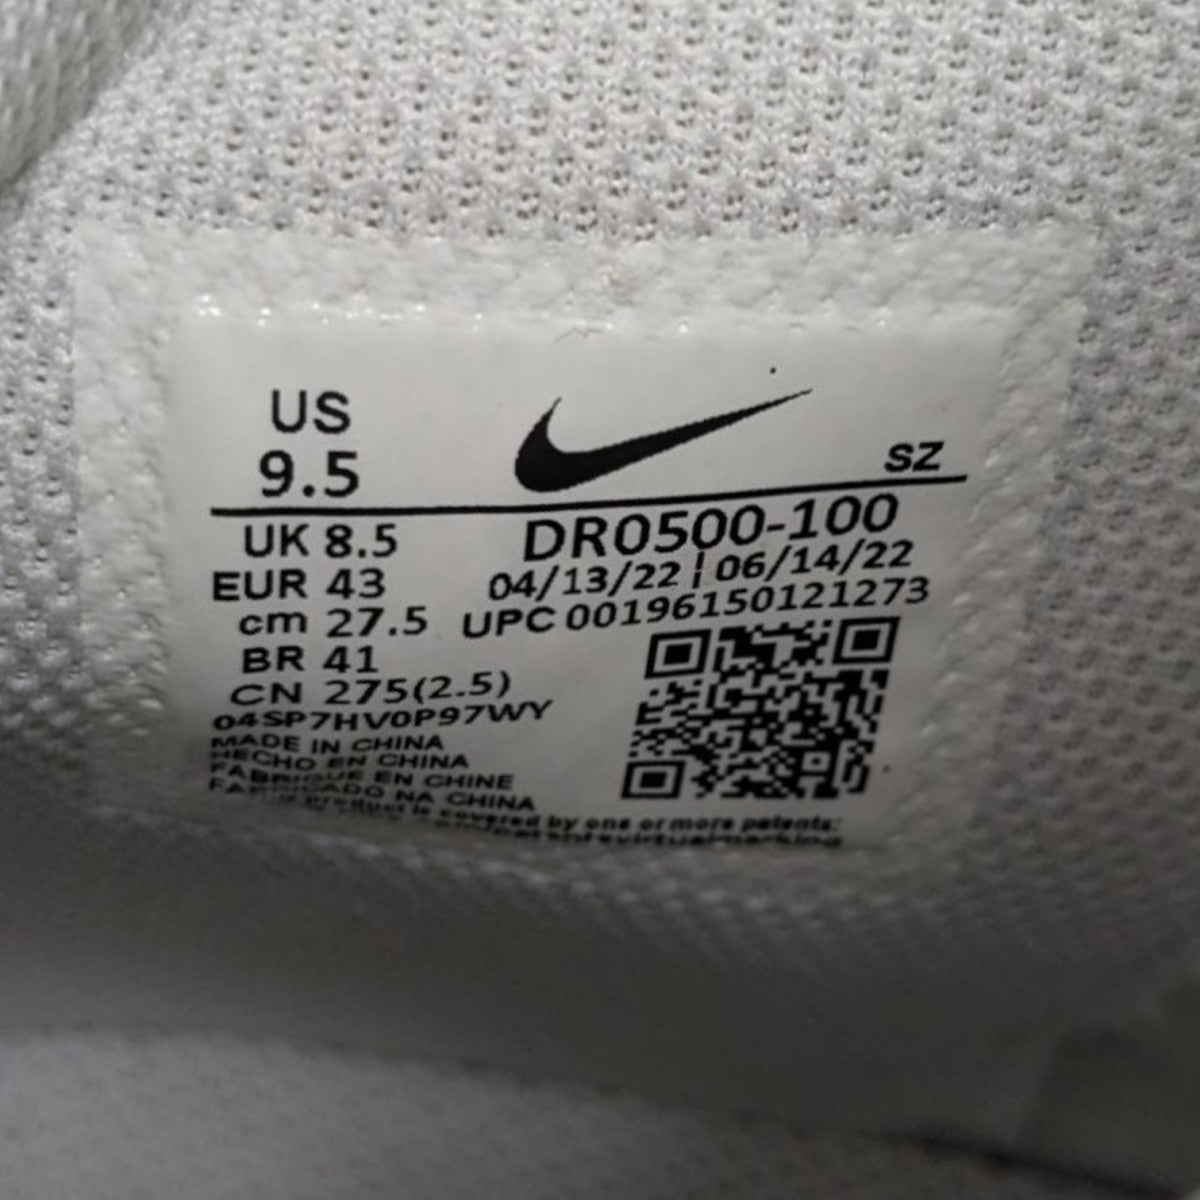 US
9.5
SZ
UK 8.5
DR0500-100
EUR 43
04/13/22 | 06/14/22
cm 27.5
UPC 00196150121273
BR 41
CN 275(2.5)
04SP7HV0P97WY
MADE IN CHINA
HECHO EN CHINA
FABRIQUE EN CHINE
FABRICADO NA CHINA
product is covered by one or more patents: